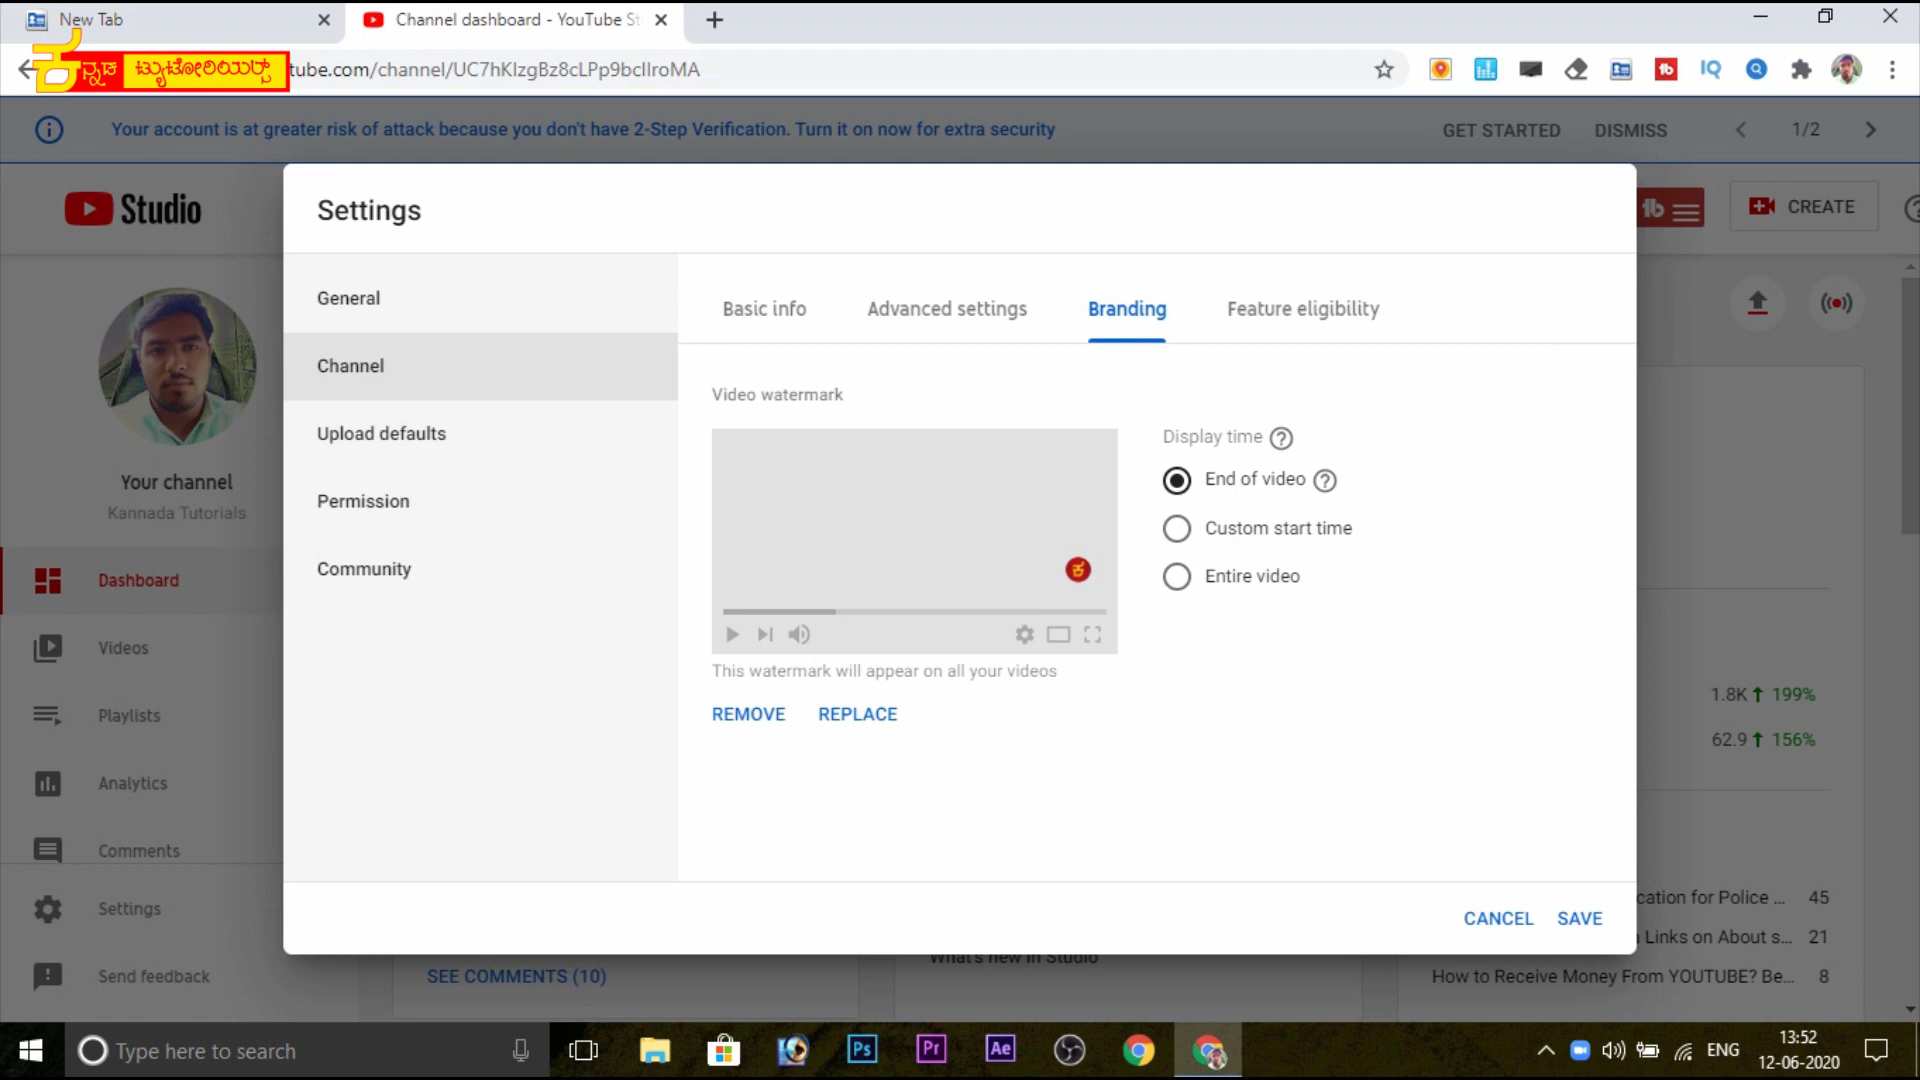 New Tab
Channel dashboard - YouTube St
ಕನ್ನಡ ಟ್ಯುಟೋರಿಯಲ್ಸ್
tube.com/channel/UC7hKIzgBz8cLPp9bcIIroMA
Your account is at greater risk of attack because you don't have 2-Step Verification. Turn it on now for extra security
GET STARTED
DISMISS
1/2
Studio
CREATE
Settings
General
Channel
Upload defaults
Permission
Community
Basic info
Advanced settings
Branding
Feature eligibility
Video watermark
ಕ
This watermark will appear on all your videos
REMOVE
REPLACE
Display time
End of video
Custom start time
Entire video
CANCEL
SAVE
Your channel
Kannada Tutorials
Dashboard
Videos
Playlists
Analytics
Comments
Settings
Send feedback
1.8K 199%
62.9 156%
cation for Police ... 45
Links on About s... 21
How to Receive Money From YOUTUBE? Be... 8
SEE COMMENTS (10)
What's new in Studio
Type here to search
Ps
Pr
Ae
ENG
13:52
12-06-2020